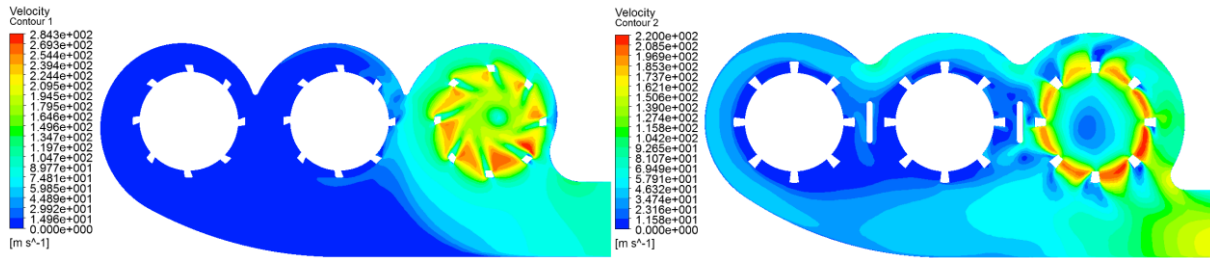 Velocity
Contour 1
2.843e+002
2.693e+002
2.544e+002
2.394e+002
2.244e+002
2.095e+002
1.945e+002
1.795e+002
1.646e+002
1.496e+002
1.347e+002
1.197e+002
1.047e+002
8.977e+001
7.481e+001
5.985e+001
4.489e+001
2.992e+001
1.496e+001
0.000e+000
[m s^-1]
Velocity
Contour 2
2.200e+002
2.085e+002
1.969e+002
1.853e+002
1.737e+002
1.621e+002
1.506e+002
1.390e+002
1.274e+002
1.158e+002
1.042e+002
9.265e+001
8.107e+001
6.949e+001
5.791e+001
4.632e+001
3.474e+001
2.316e+001
1.158e+001
0.000e+000
[m s^-1]